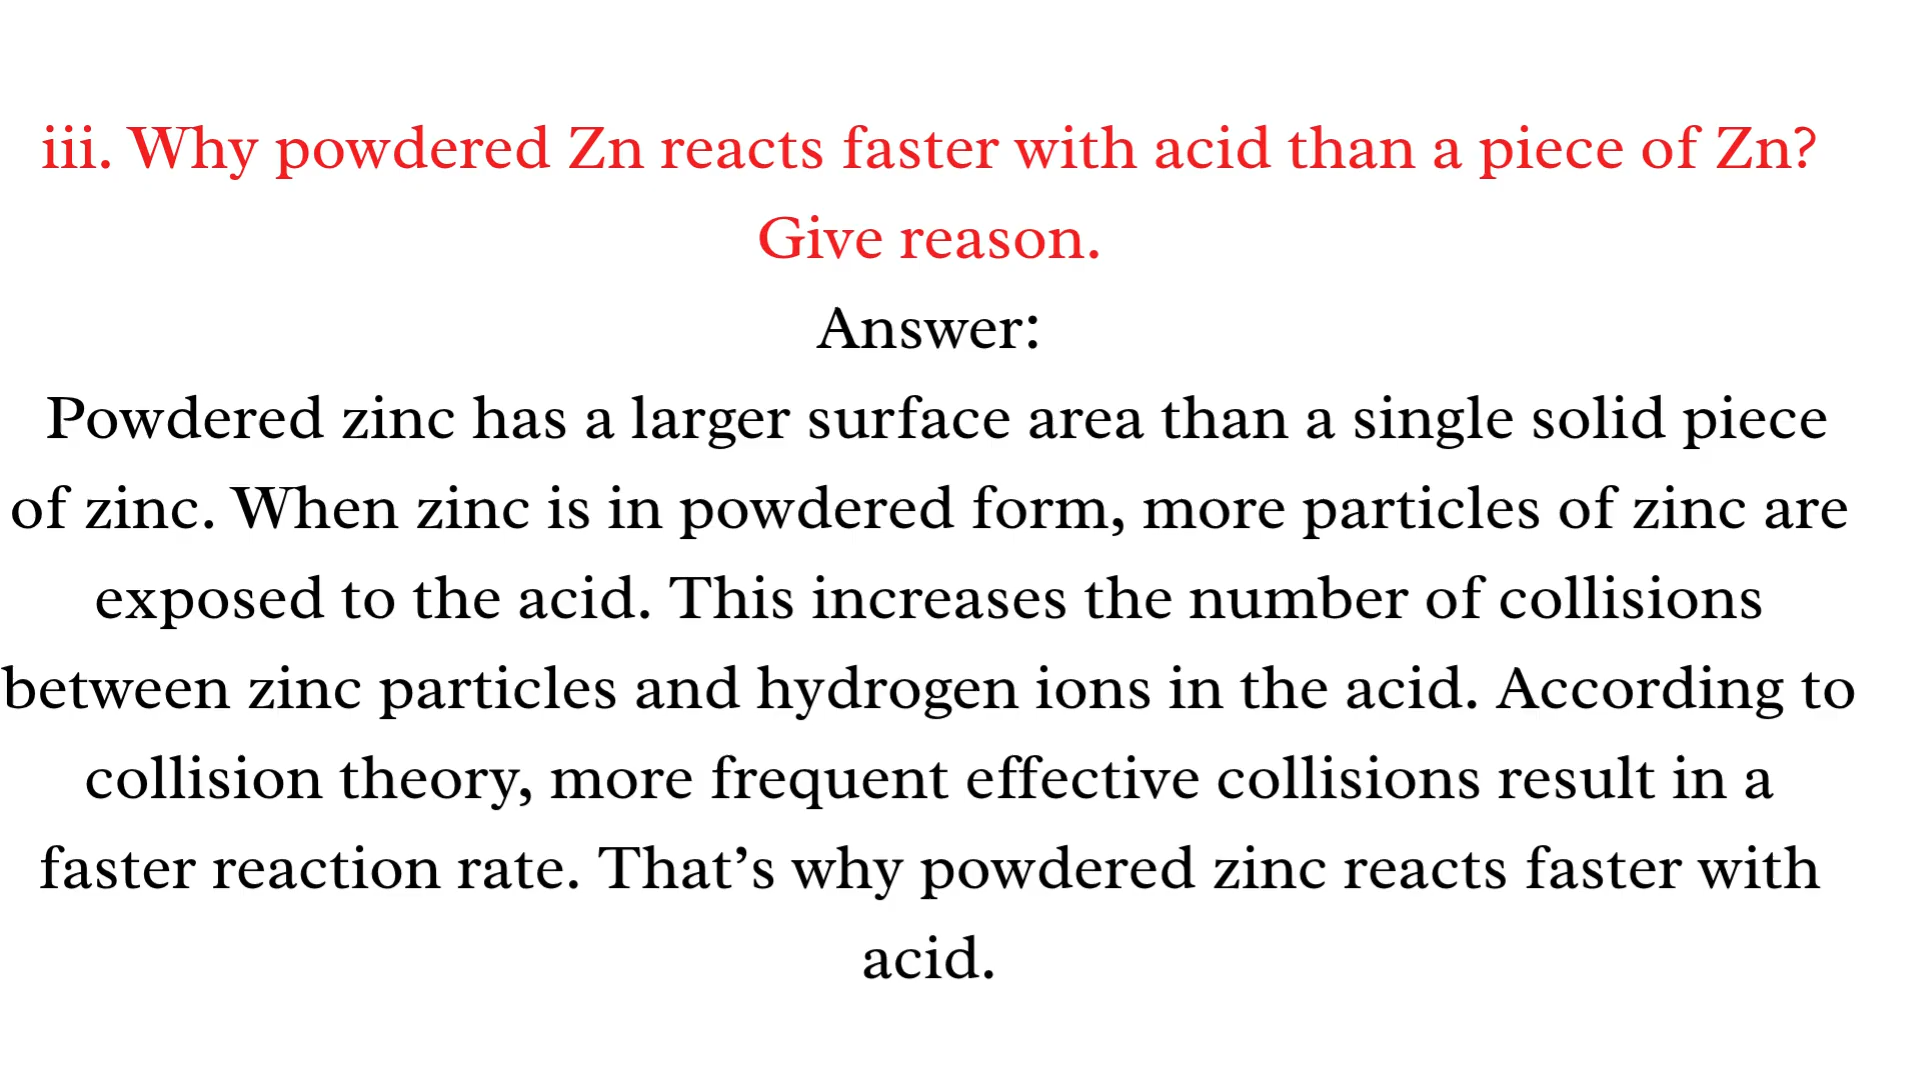 iii. Why powdered Zn reacts faster with acid than a piece of Zn?
Give reason.
Answer:
Powdered zinc has a larger surface area than a single solid piece
of zinc. When zinc is in powdered form, more particles of zinc are
exposed to the acid. This increases the number of collisions
between zinc particles and hydrogen ions in the acid. According to
collision theory, more frequent effective collisions result in a
faster reaction rate. That’s why powdered zinc reacts faster with
acid.